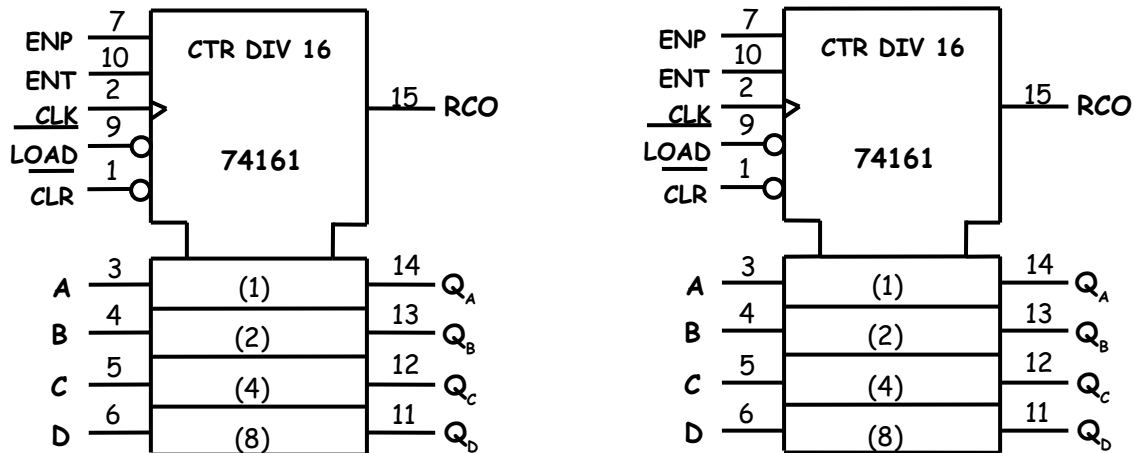 7
ENP
CTR DIV 16
10
ENT
2
CLK
15 RCO
9
LOAD
74161
1
CLR
3
A
(1)
14
QA
4
B
(2)
13
QB
5
C
(4)
12
QC
6
D
(8)
11
QD
7
ENP
CTR DIV 16
10
ENT
2
CLK
15 RCO
9
LOAD
74161
1
CLR
3
A
(1)
14
QA
4
B
(2)
13
QB
5
C
(4)
12
QC
6
D
(8)
11
QD